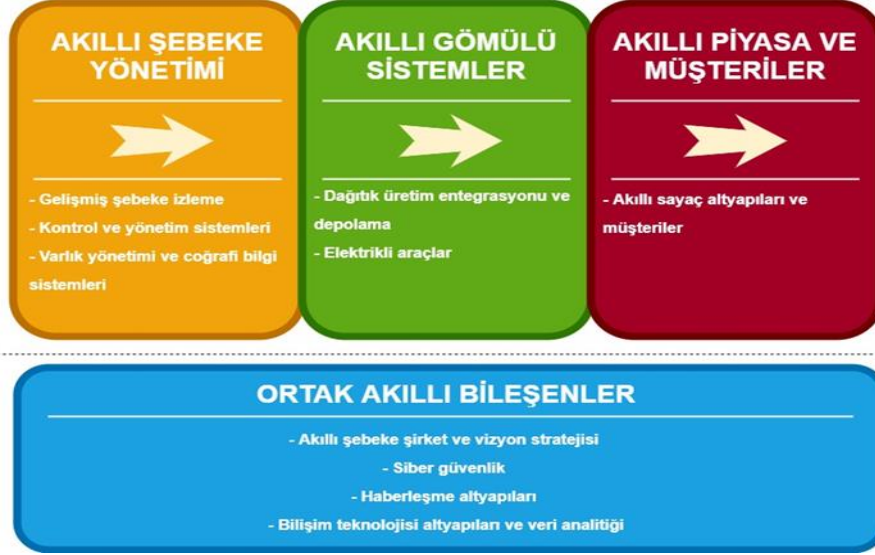 AKILLI ŞEBEKE
YÖNETİMİ
- Gelişmiş şebeke izleme
- Kontrol ve yönetim sistemleri
- Varlık yönetimi ve coğrafi bilgi
sistemleri
AKILLI GÖMÜLÜ
SİSTEMLER
- Dağıtık üretim entegrasyonu ve
depolama
- Elektrikli araçlar
AKILLI PİYASA VE
MÜŞTERİLER
- Akıllı sayaç altyapıları ve
müşteriler
ORTAK AKILLI BİLEŞENLER
- Akıllı şebeke şirket ve vizyon stratejisi
- Siber güvenlik
- Haberleşme altyapıları
- Bilişim teknolojisi altyapıları ve veri analitiği